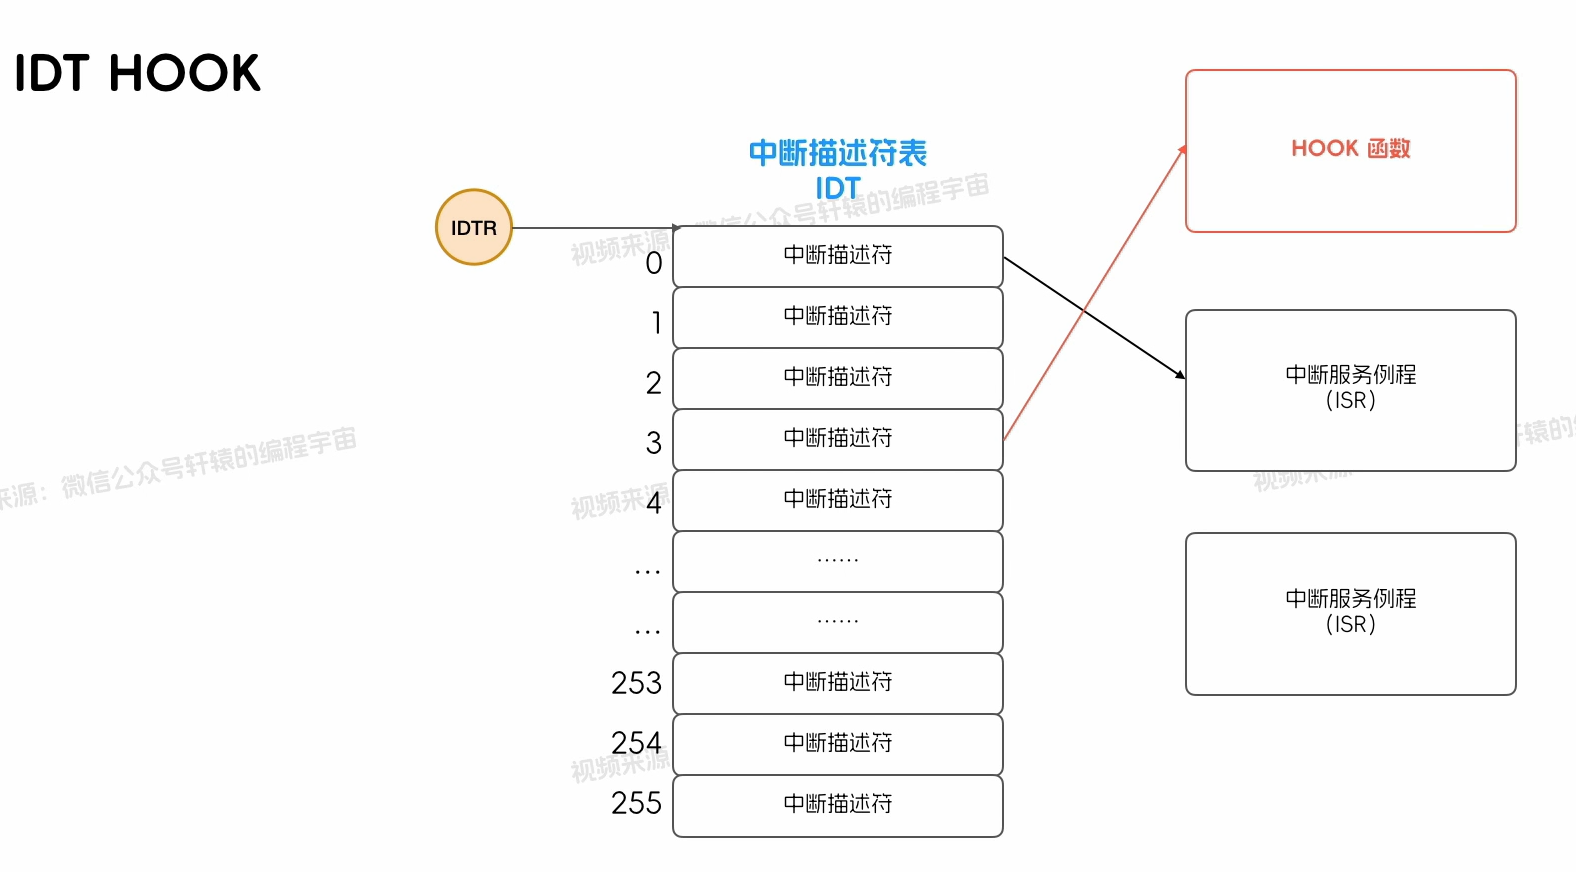 IDT HOOK
中断描述符表
IDT
IDTR
0
中断描述符
1
中断描述符
2
中断描述符
3
中断描述符
4
中断描述符
...
......
...
......
253
中断描述符
254
中断描述符
255
中断描述符
HOOK 函数
中断服务例程
(ISR)
中断服务例程
(ISR)
视频来源
微信公众号轩辕的编程宇宙
来源：微信公众号轩辕的编程宇宙
视频来源
视频来源
视频来源
轩辕的编